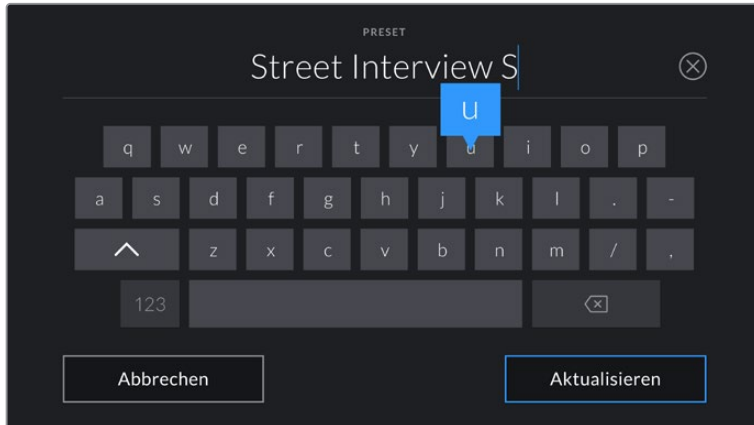 PRESET
Street Interview S
u
q w e r t y u i o p
a s d f g h j k l . -
z x c v b n m / ,
123
Abbrechen Aktualisieren